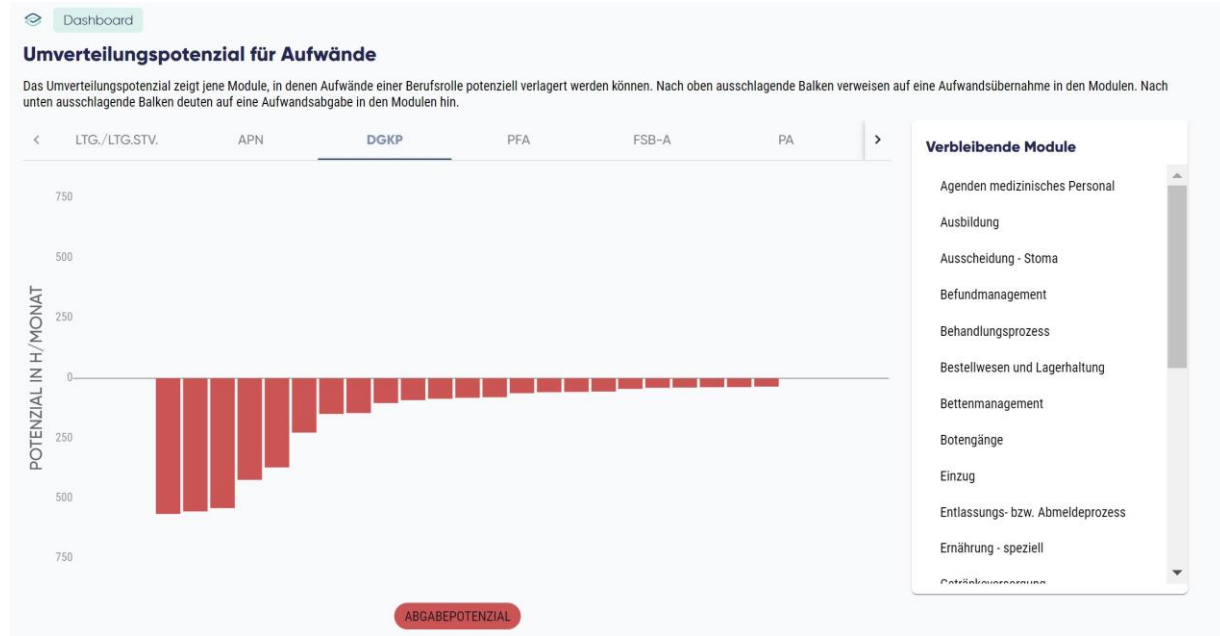 Dashboard
Umverteilungspotenzial für Aufwände
Das Umverteilungspotenzial zeigt jene Module, in denen Aufwände einer Berufsrolle potenziell verlagert werden können. Nach oben ausschlagende Balken verweisen auf eine Aufwandsübernahme in den Modulen. Nach
unten ausschlagende Balken deuten auf eine Aufwandsabgabe in den Modulen hin.
LTG./LTG.STV. APN DGKP PFA FSB-A PA
POTENZIAL IN H/MONAT
750
500
250
0
250
500
750
ABGABEPOTENZIAL
Verbleibende Module
Agenden medizinisches Personal
Ausbildung
Ausscheidung - Stoma
Befundmanagement
Behandlungsprozess
Bestellwesen und Lagerhaltung
Bettenmanagement
Botengänge
Einzug
Entlassungs- bzw. Abmeldeprozess
Ernährung - speziell